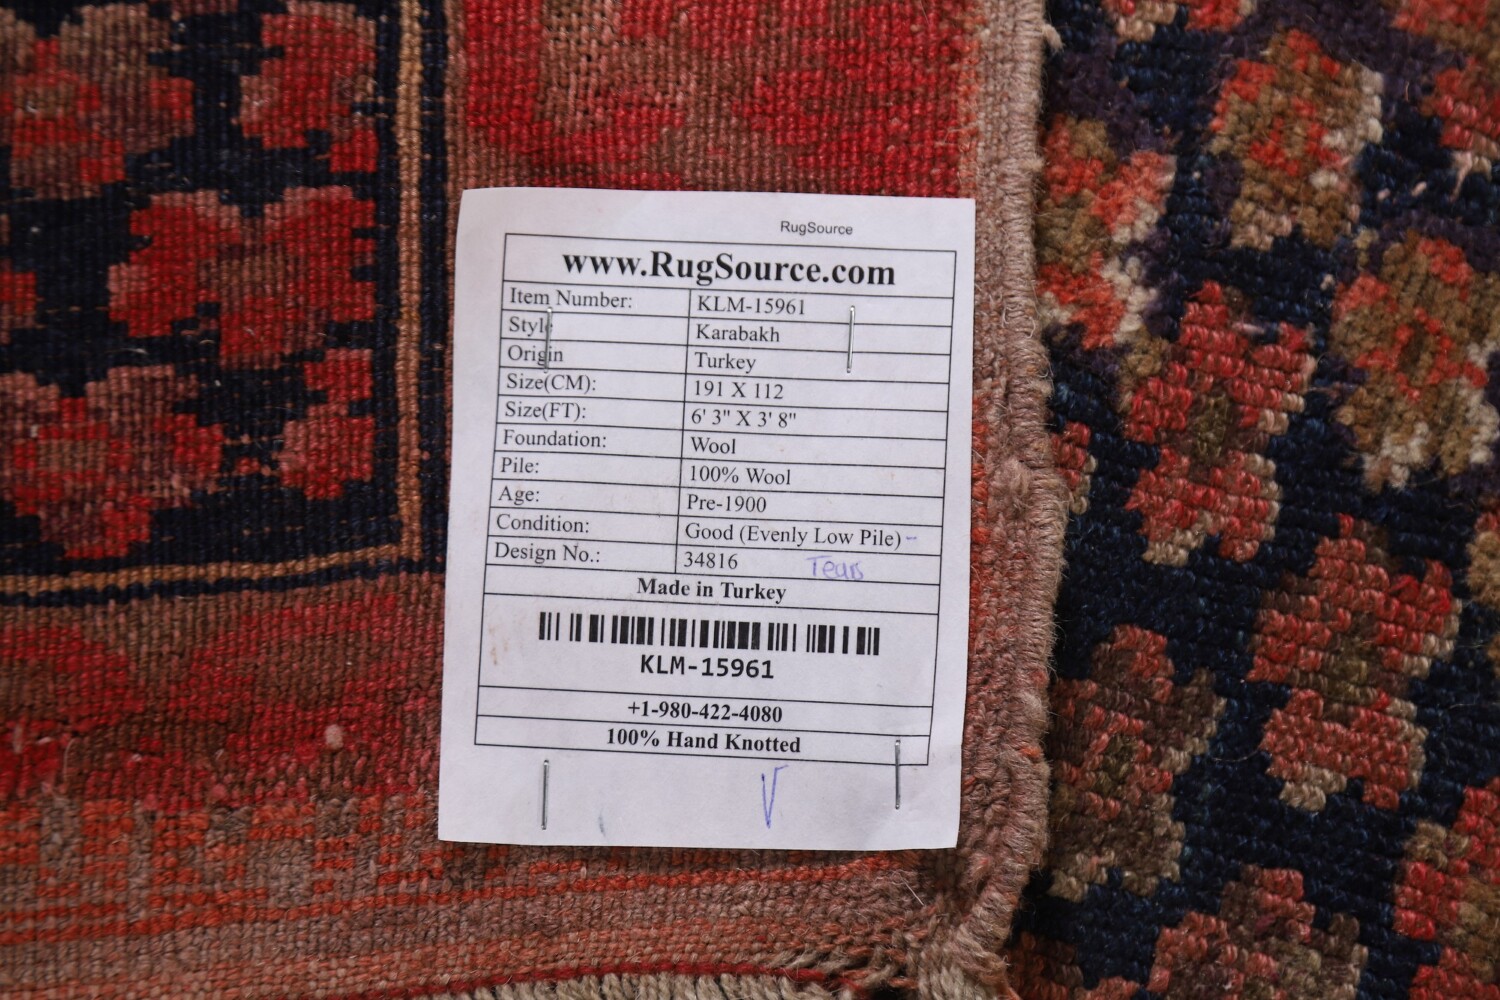 RugSource
www.RugSource.com
Item Number: KLM-15961
Style Karabakh
Origin Turkey
Size(CM): 191 X 112
Size(FT): 6' 3" X 3' 8"
Foundation: Wool
Pile: 100% Wool
Age: Pre-1900
Condition: Good (Evenly Low Pile) -
Design No.: 34816 Tears
Made in Turkey
KLM-15961
+1-980-422-4080
100% Hand Knotted
V